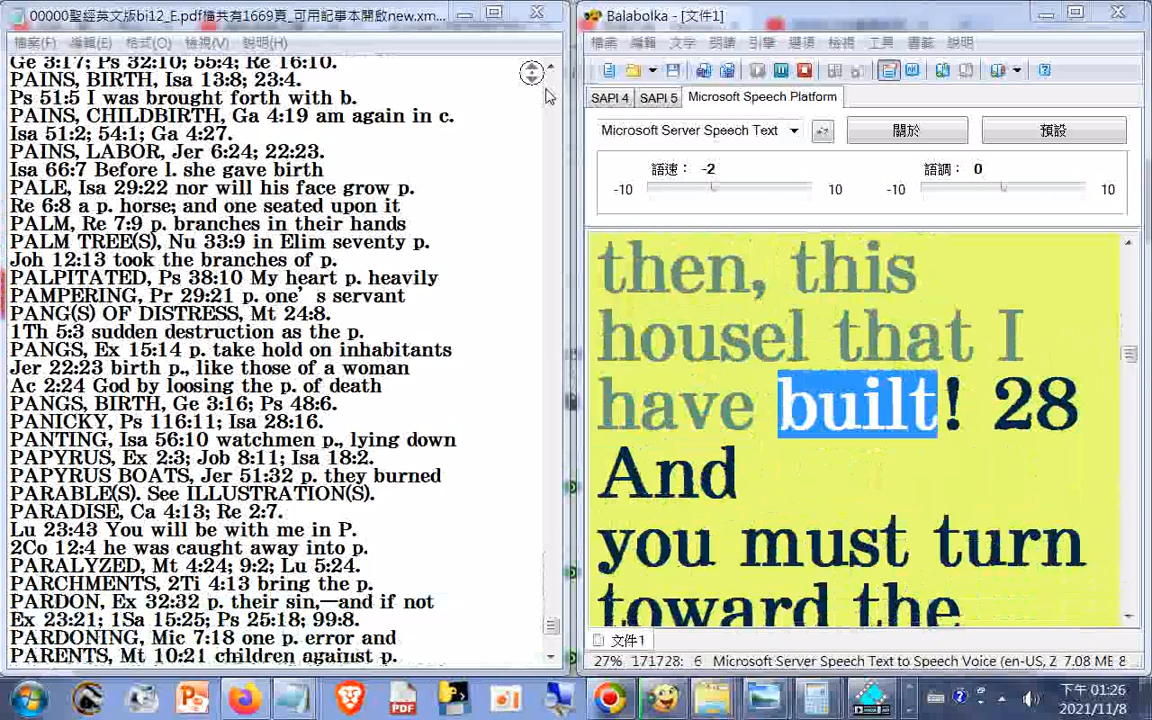 00000聖經英文版bi12_E.pdf檔共有1669頁_可用記事本開啟new.xm...
檔案(F) 編輯(E) 格式(O) 檢視(V) 說明(H)
Ge 3:17; Ps 32:10; 55:4; Re 16:10.
PAINS, BIRTH, Isa 13:8; 23:4.
Ps 51:5 I was brought forth with b.
PAINS, CHILDBIRTH, Ga 4:19 am again in c.
Isa 51:2; 54:1; Ga 4:27.
PAINS, LABOR, Jer 6:24; 22:23.
Isa 66:7 Before l. she gave birth
PALE, Isa 29:22 nor will his face grow p.
Re 6:8 a p. horse; and one seated upon it
PALM, Re 7:9 p. branches in their hands
PALM TREE(S), Nu 33:9 in Elim seventy p.
Joh 12:13 took the branches of p.
PALPITATED, Ps 38:10 My heart p. heavily
PAMPERING, Pr 29:21 p. one’s servant
PANG(S) OF DISTRESS, Mt 24:8.
1Th 5:3 sudden destruction as the p.
PANGS, Ex 15:14 p. take hold on inhabitants
Jer 22:23 birth p., like those of a woman
Ac 2:24 God by loosing the p. of death
PANGS, BIRTH, Ge 3:16; Ps 48:6.
PANICKY, Ps 116:11; Isa 28:16.
PANTING, Isa 56:10 watchmen p., lying down
PAPYRUS, Ex 2:3; Job 8:11; Isa 18:2.
PAPYRUS BOATS, Jer 51:32 p. they burned
PARABLE(S). See ILLUSTRATION(S).
PARADISE, Ca 4:13; Re 2:7.
Lu 23:43 You will be with me in P.
2Co 12:4 he was caught away into p.
PARALYZED, Mt 4:24; 9:2; Lu 5:24.
PARCHMENTS, 2Ti 4:13 bring the p.
PARDON, Ex 32:32 p. their sin,—and if not
Ex 23:21; 1Sa 15:25; Ps 25:18; 99:8.
PARDONING, Mic 7:18 one p. error and
PARENTS, Mt 10:21 children against p.
Balabolka - [文件1]
檔案 編輯 文字 朗讀 引擎 選項 檢視 工具 書籤 說明
SAPI 4 SAPI 5 Microsoft Speech Platform
Microsoft Server Speech Text 關於 預設
語速： -2 語調： 0
-10 10 -10 10
then, this
housel that I
have built! 28
And
you must turn
toward the
文件1
27% 171728: 6 Microsoft Server Speech Text to Speech Voice (en-US, Z 7.08 MB 8
PDF
下午 01:26
2021/11/8